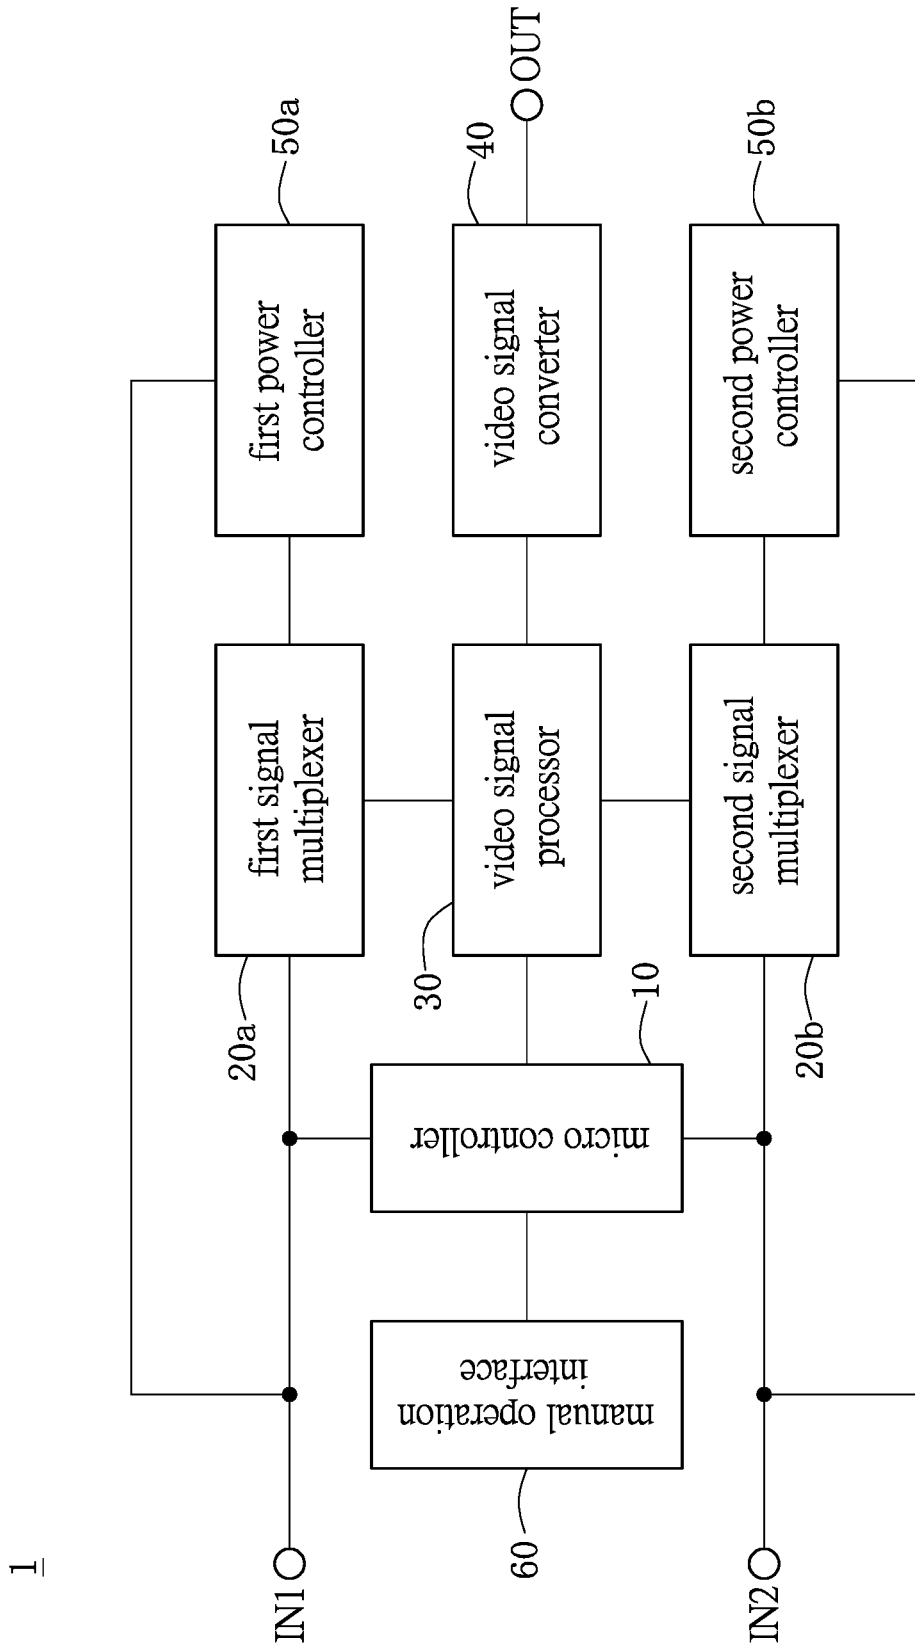 1
IN1
20a
first signal
multiplexer
first power
controller
50a
60
manual operation
interface
micro controller
10
30
video signal
processor
video signal
converter
40
OUT
IN2
20b
second signal
multiplexer
second power
controller
50b